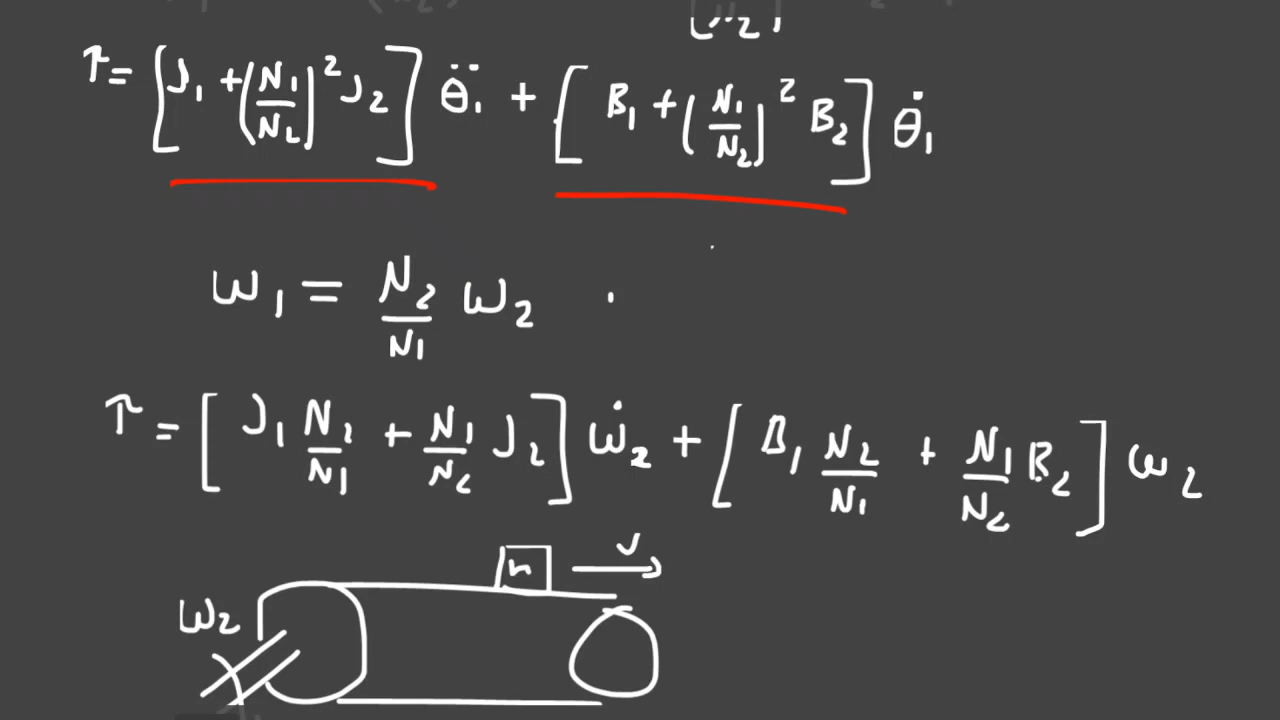 τ = [J₁ + (N₁/N₂)² J₂] θ̈₁ + [B₁ + (N₁/N₂)² B₂] θ̇₁
ω₁ = N₂/N₁ ω₂
τ = [J₁ N₂/N₁ + N₁/N₂ J₂] ω̇₂ + [B₁ N₂/N₁ + N₁/N₂ B₂] ω₂
v
ω₂